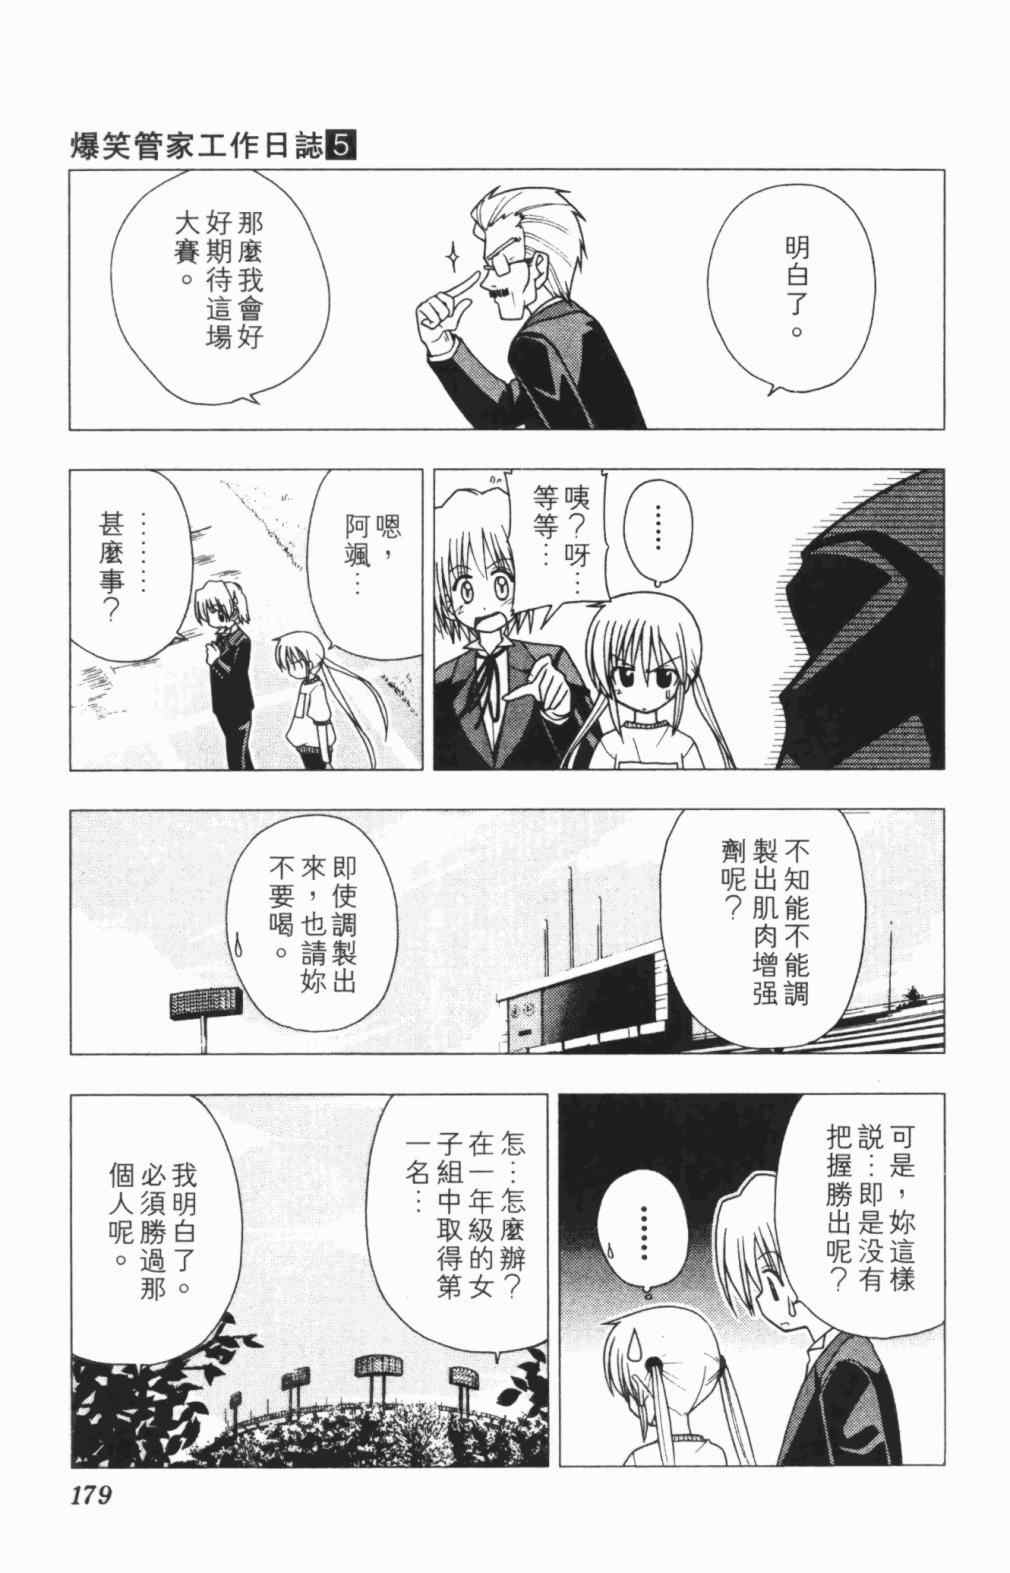 爆笑管家工作日誌5
明白了。
那麼我會好
好期待這場
大賽。
……
咦？呀…
等等…
嗯，
阿颯…
…………
甚麼事？
不知能不能調
製出肌肉增强
劑呢？
即使調製出
來，也請妳
不要喝。
可是，妳這樣
説…即是没有
把握勝出呢？
……
怎…怎麼辦？
在一年級的女
子組中取得第
一名…
我明白了。
必須勝過那
個人呢。
179